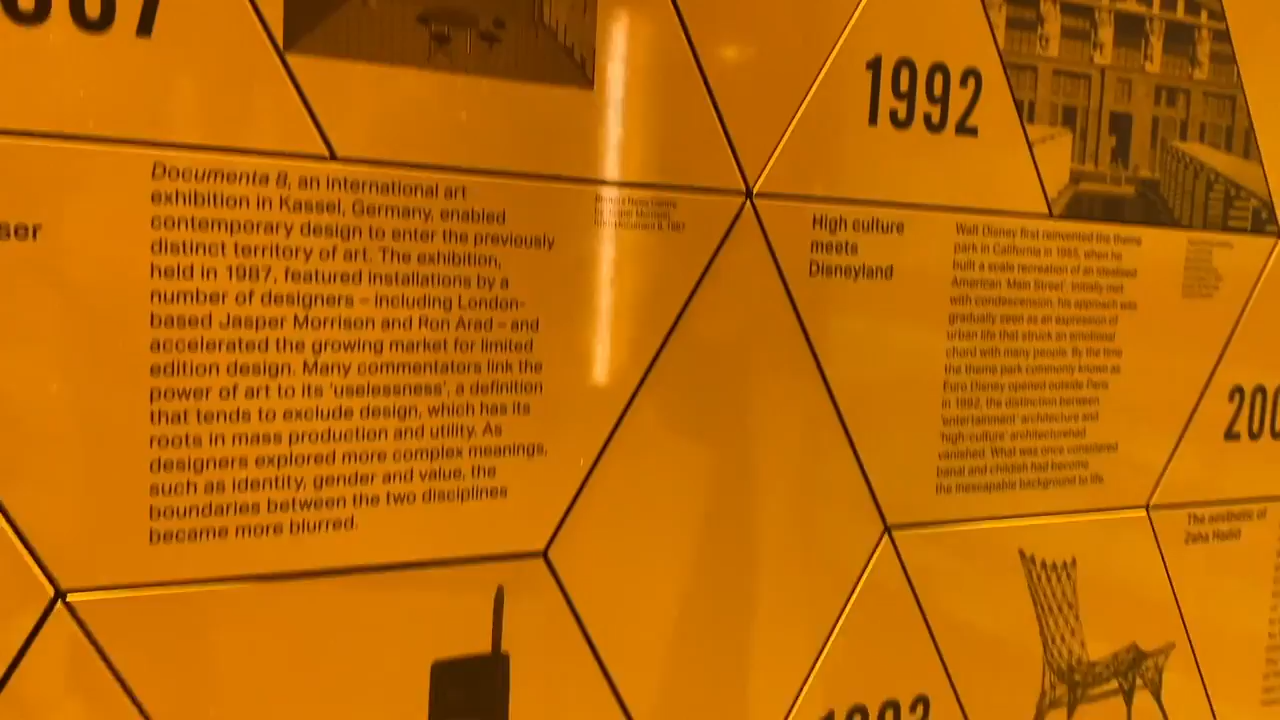 1992
ser
Documenta 8, an international art
exhibition in Kassel, Germany, enabled
contemporary design to enter the previously
distinct territory of art. The exhibition,
held in 1987, featured installations by a
number of designers – including London-
based Jasper Morrison and Ron Arad – and
accelerated the growing market for limited
edition design. Many commentators link the
power of art to its 'uselessness', a definition
that tends to exclude design, which has its
roots in mass production and utility. As
designers explored more complex meanings,
such as identity, gender and value, the
boundaries between the two disciplines
became more blurred.
High culture
meets
Disneyland
Walt Disney first reinvented the theme
park in California in 1955, when he
built a scale recreation of an idealised
American 'Main Street'. Initially met
with condescension, his approach was
gradually seen as an expression of
urban life that struck an emotional
chord with many people. By the time
the theme park commonly known as
Euro Disney opened outside Paris
in 1992, the distinction between
'entertainment' architecture and
'high-culture' architecturehad
vanished. What was once considered
banal and childish had become
the inescapable background to life.
200
The aesthetic of
Zaha Hadid
1993